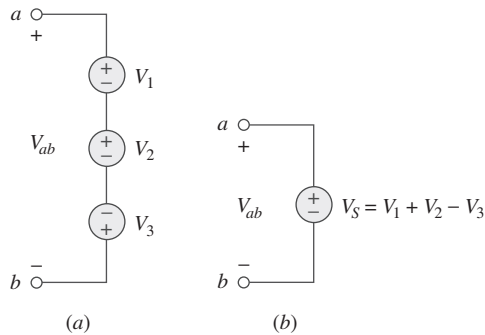 a
+
+
−
V1
Vab
+
−
V2
−
+
V3
−
b
(a)
a
+
Vab
+
−
VS = V1 + V2 − V3
−
b
(b)